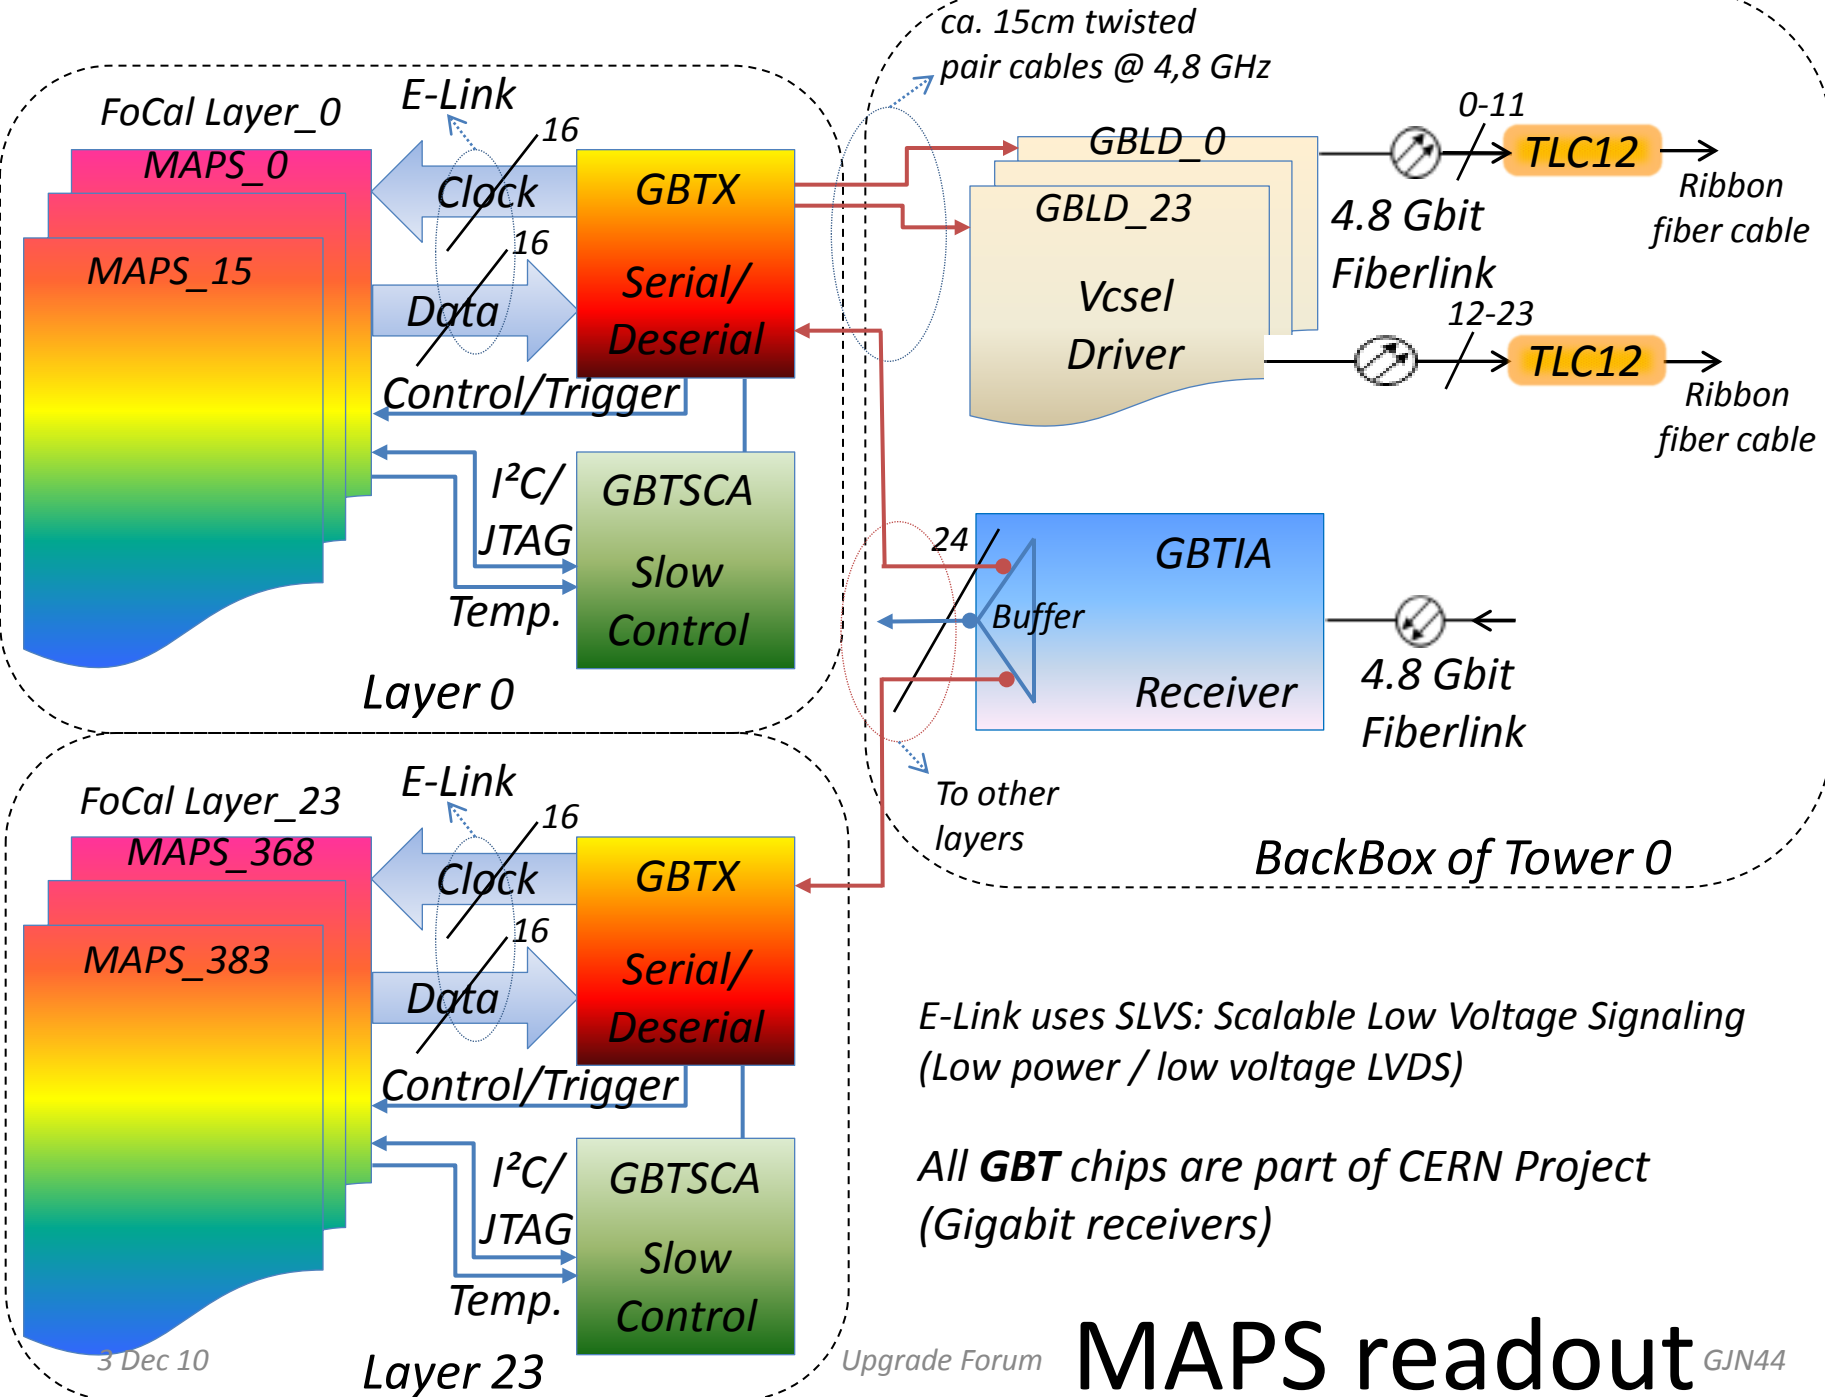 ca. 15cm twisted
pair cables @ 4,8 GHz
FoCal Layer_0
E-Link
16
MAPS_0
Clock
16
MAPS_15
Data
GBTX
Serial/
Deserial
Control/Trigger
I²C/
JTAG
Temp.
GBTSCA
Slow
Control
Layer 0
GBLD_0
GBLD_23
Vcsel
Driver
0-11
TLC12
Ribbon
fiber cable
4.8 Gbit
Fiberlink
12-23
TLC12
Ribbon
fiber cable
24
GBTIA
Buffer
Receiver
4.8 Gbit
Fiberlink
To other
layers
BackBox of Tower 0
FoCal Layer_23
E-Link
16
MAPS_368
Clock
16
MAPS_383
Data
GBTX
Serial/
Deserial
Control/Trigger
I²C/
JTAG
Temp.
GBTSCA
Slow
Control
Layer 23
E-Link uses SLVS: Scalable Low Voltage Signaling
(Low power / low voltage LVDS)
All GBT chips are part of CERN Project
(Gigabit receivers)
3 Dec 10
Upgrade Forum
MAPS readout
GJN44